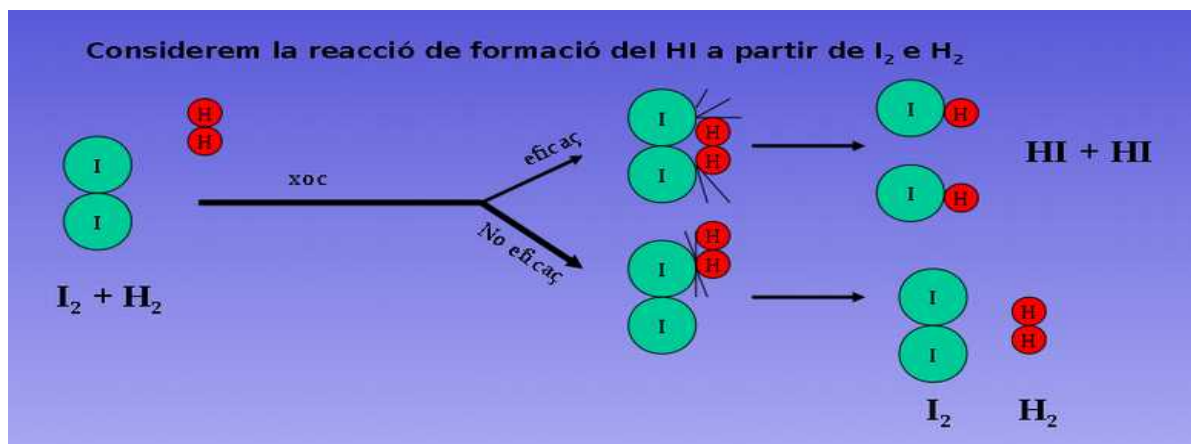 Considerem la reacció de formació del HI a partir de I₂ e H₂
H
H
I
I
I₂ + H₂
xoc
eficaç
No eficaç
I
H
H
I
I
H
I
H
HI + HI
H
H
I
I
I
I
H
H
I₂ H₂